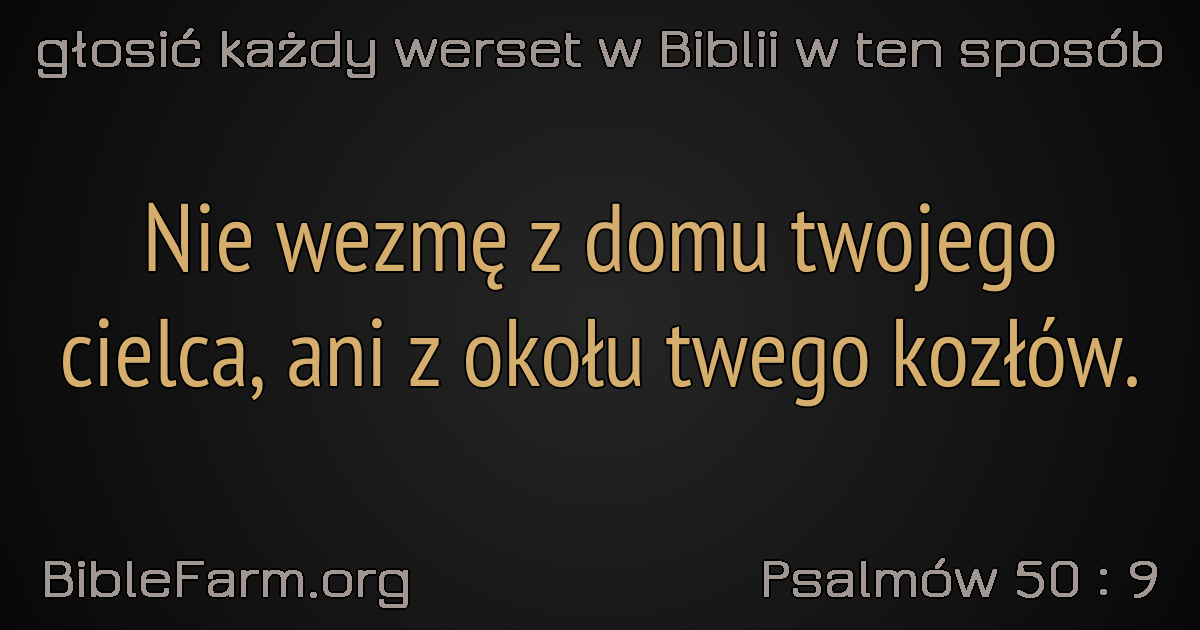 głosić każdy werset w Biblii w ten sposób
Nie wezmę z domu twojego
cielca, ani z okołu twego kozłów.
BibleFarm.org
Psalmów 50 : 9